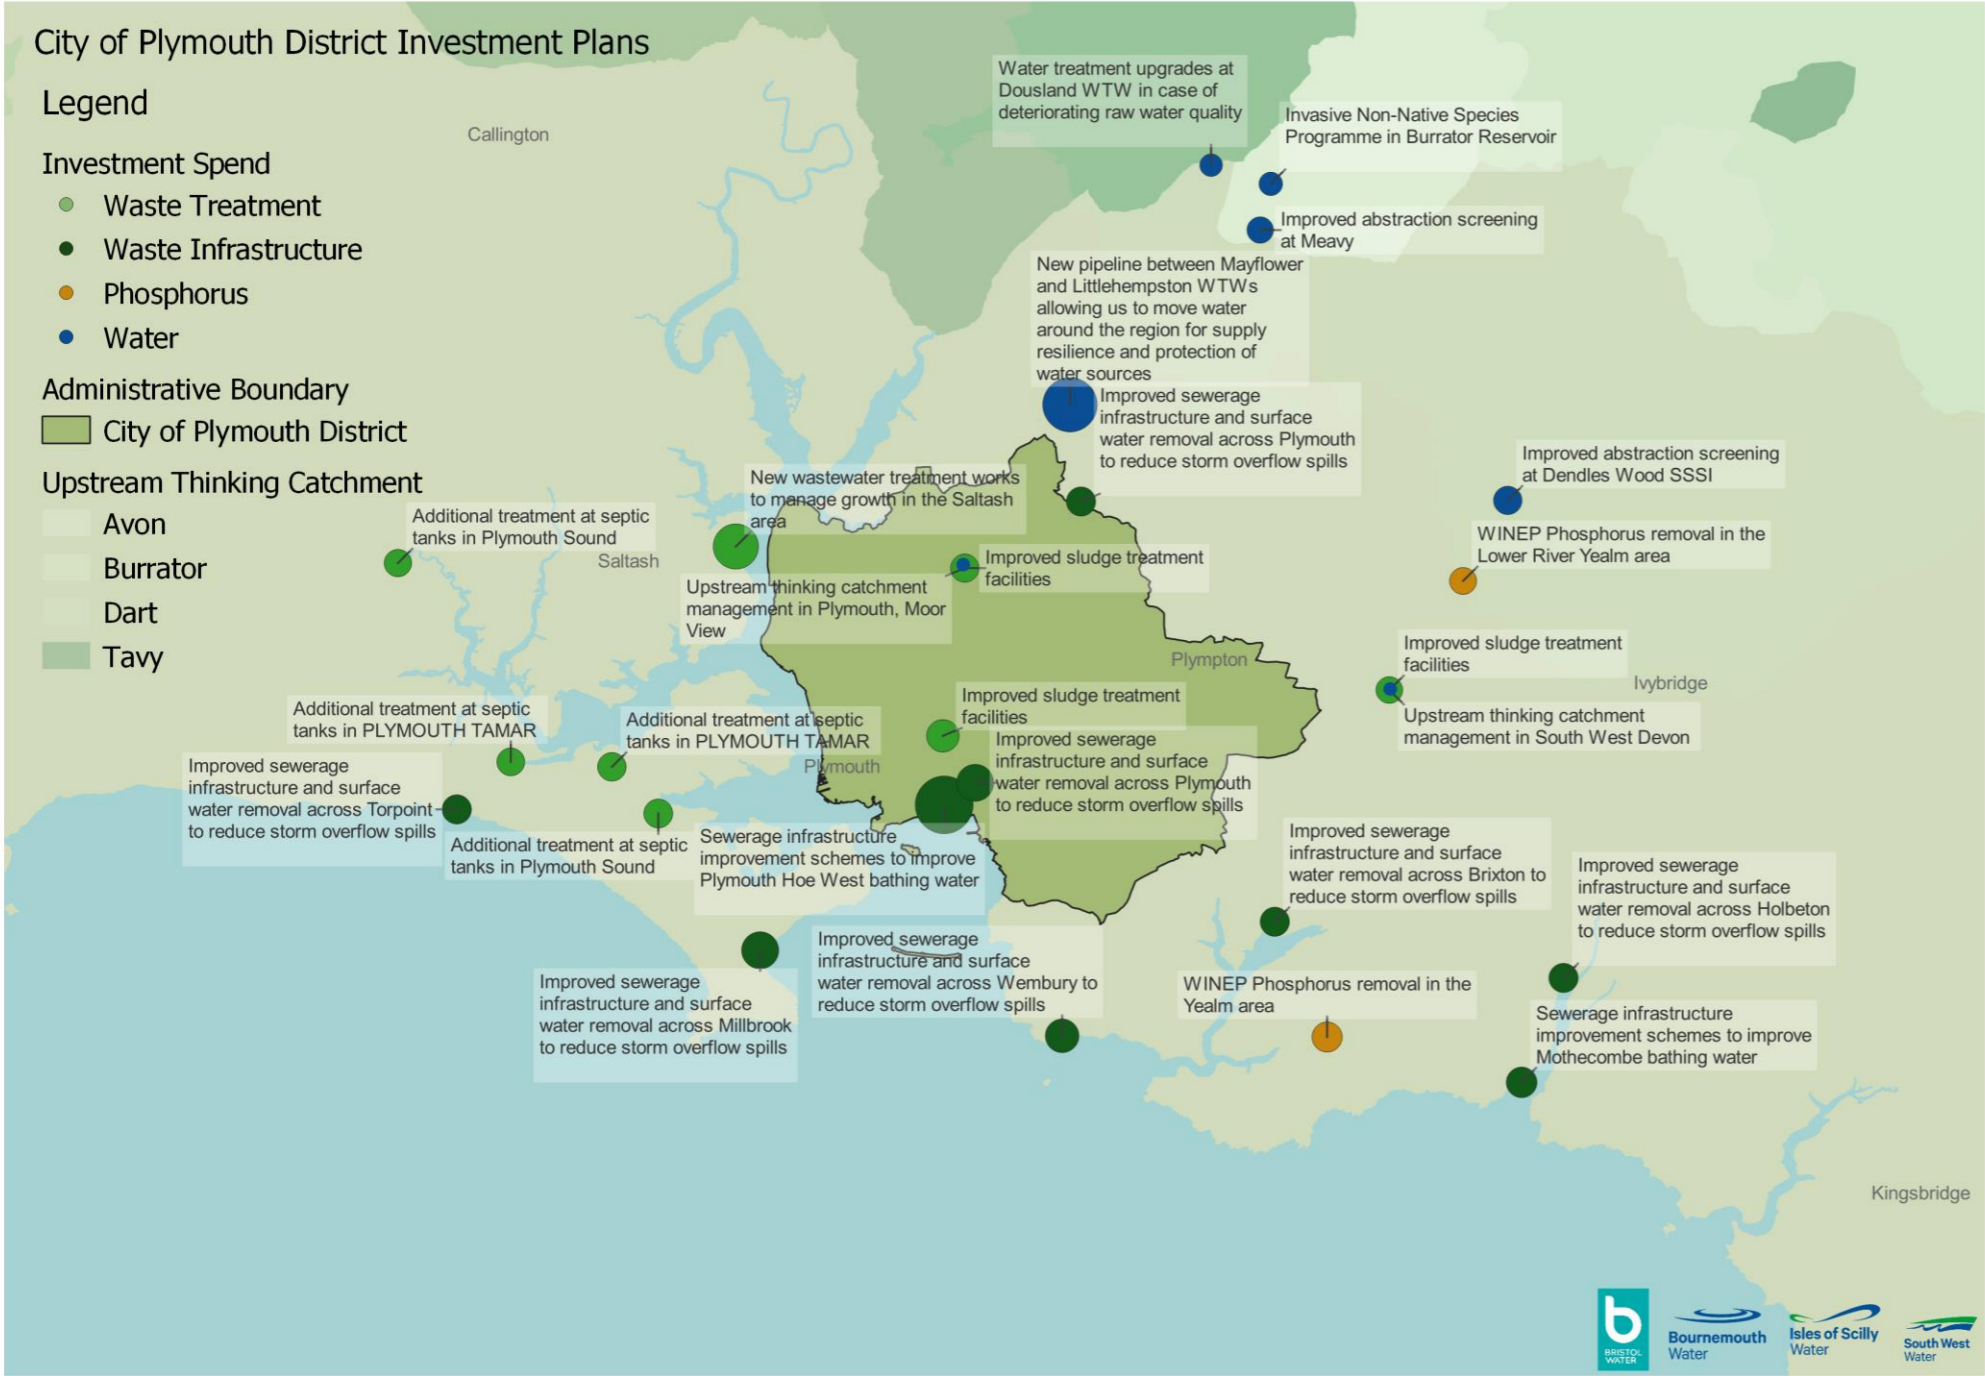 City of Plymouth District Investment Plans
Legend
Investment Spend
Waste Treatment
Waste Infrastructure
Phosphorus
Water
Administrative Boundary
City of Plymouth District
Upstream Thinking Catchment
Avon
Burrator
Dart
Tavy
Callington
Water treatment upgrades at
Dousland WTW in case of
deteriorating raw water quality
Invasive Non-Native Species
Programme in Burrator Reservoir
Improved abstraction screening
at Meavy
New pipeline between Mayflower
and Littlehempston WTWs
allowing us to move water
around the region for supply
resilience and protection of
water sources
Improved sewerage
infrastructure and surface
water removal across Plymouth
to reduce storm overflow spills
Improved abstraction screening
at Dendles Wood SSSI
New wastewater treatment works
to manage growth in the Saltash
area
Additional treatment at septic
tanks in Plymouth Sound
Saltash
WINEP Phosphorus removal in the
Lower River Yealm area
Improved sludge treatment
facilities
Upstream thinking catchment
management in Plymouth, Moor
View
Plympton
Improved sludge treatment
facilities
Ivybridge
Upstream thinking catchment
management in South West Devon
Additional treatment at septic
tanks in PLYMOUTH TAMAR
Additional treatment at septic
tanks in PLYMOUTH TAMAR
Improved sludge treatment
facilities
Plymouth
Improved sewerage
infrastructure and surface
water removal across Plymouth
to reduce storm overflow spills
Improved sewerage
infrastructure and surface
water removal across Torpoint
to reduce storm overflow spills
Additional treatment at septic
tanks in Plymouth Sound
Sewerage infrastructure
improvement schemes to improve
Plymouth Hoe West bathing water
Improved sewerage
infrastructure and surface
water removal across Brixton to
reduce storm overflow spills
Improved sewerage
infrastructure and surface
water removal across Holbeton
to reduce storm overflow spills
Improved sewerage
infrastructure and surface
water removal across Wembury to
reduce storm overflow spills
Improved sewerage
infrastructure and surface
water removal across Millbrook
to reduce storm overflow spills
WINEP Phosphorus removal in the
Yealm area
Sewerage infrastructure
improvement schemes to improve
Mothecombe bathing water
Kingsbridge
b
BRISTOL
WATER
Bournemouth
Water
Isles of Scilly
Water
South West
Water